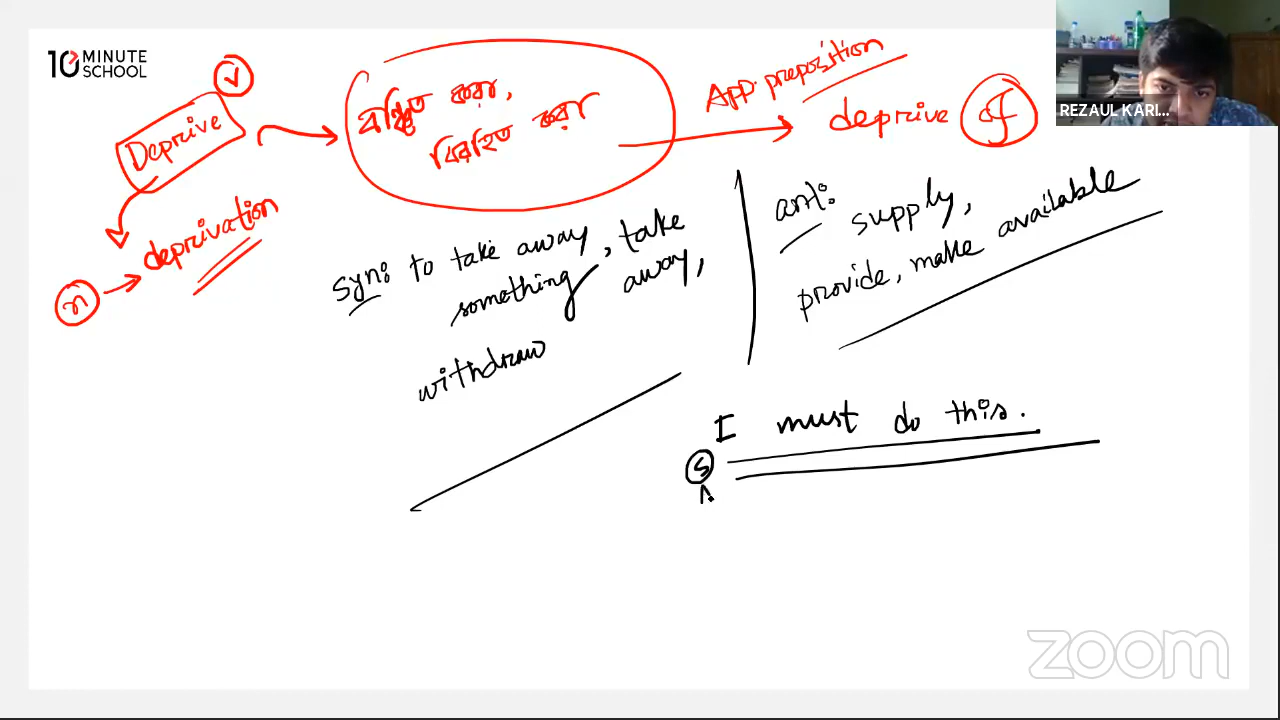 10 MINUTE SCHOOL
REZAUL KARI...
Deprive
v
বঞ্চিত করা,
বিরহিত করা
App. preposition
deprive of
n → deprivation
syn: to take away something, take away,
withdraw
ant: supply,
provide, make available
I must do this.
S
zoom